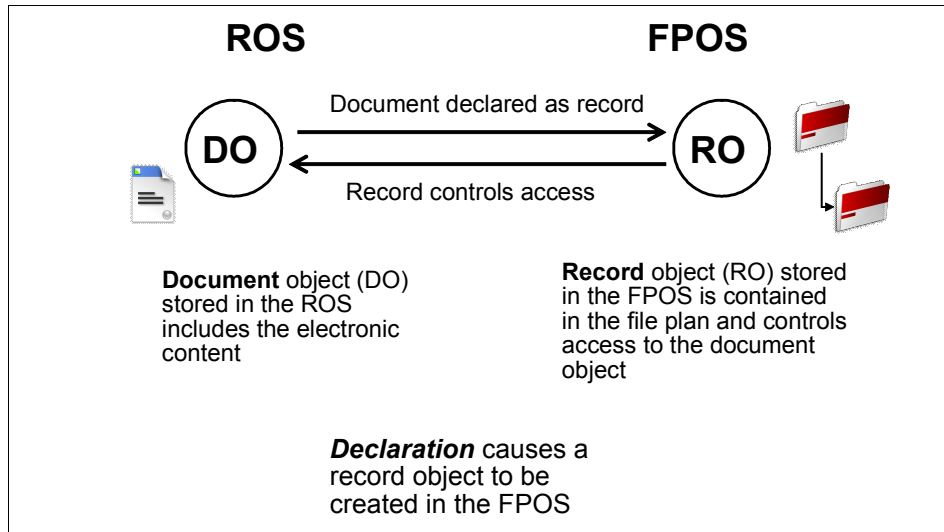 ROS
FPOS
Document declared as record
DO
RO
Record controls access
Document object (DO)
stored in the ROS
includes the electronic
content
Record object (RO) stored
in the FPOS is contained
in the file plan and controls
access to the document
object
Declaration causes a
record object to be
created in the FPOS